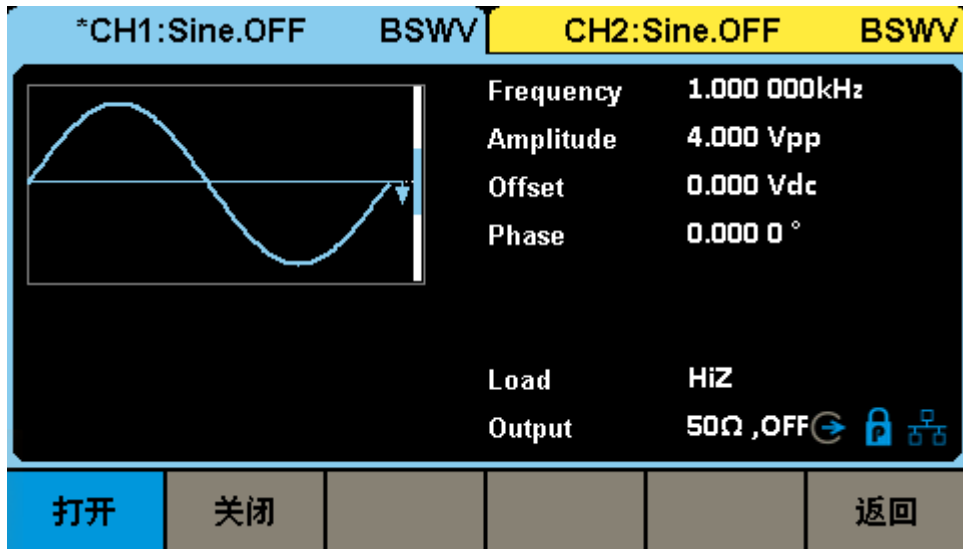 *CH1:Sine.OFF BSWV CH2:Sine.OFF BSWV
Frequency 1.000 000kHz
Amplitude 4.000 Vpp
Offset 0.000 Vdc
Phase 0.000 0 °
Load HiZ
Output 50Ω ,OFF P
打开 关闭 返回